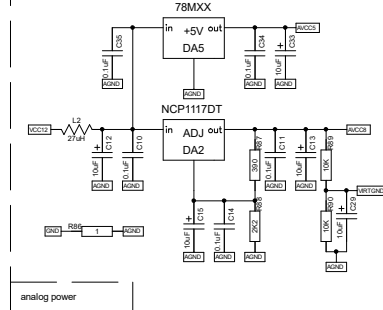 78MXX
C35
0.1uF
AGND
in
+5V
out
DA5
AGND
C34
0.1uF
AGND
+
C33
10uF
AGND
AVCC5
NCP1117DT
VCC12
L2
27uH
+
C12
10uF
AGND
C10
0.1uF
AGND
in
ADJ
out
DA2
R87
390
C11
0.1uF
AGND
+
C13
10uF
AGND
R89
10K
AVCC8
VIRTGND
+
C15
10uF
AGND
C14
0.1uF
AGND
R88
2K2
R90
10K
+
C29
10uF
AGND
GND
R86
1
AGND
analog power